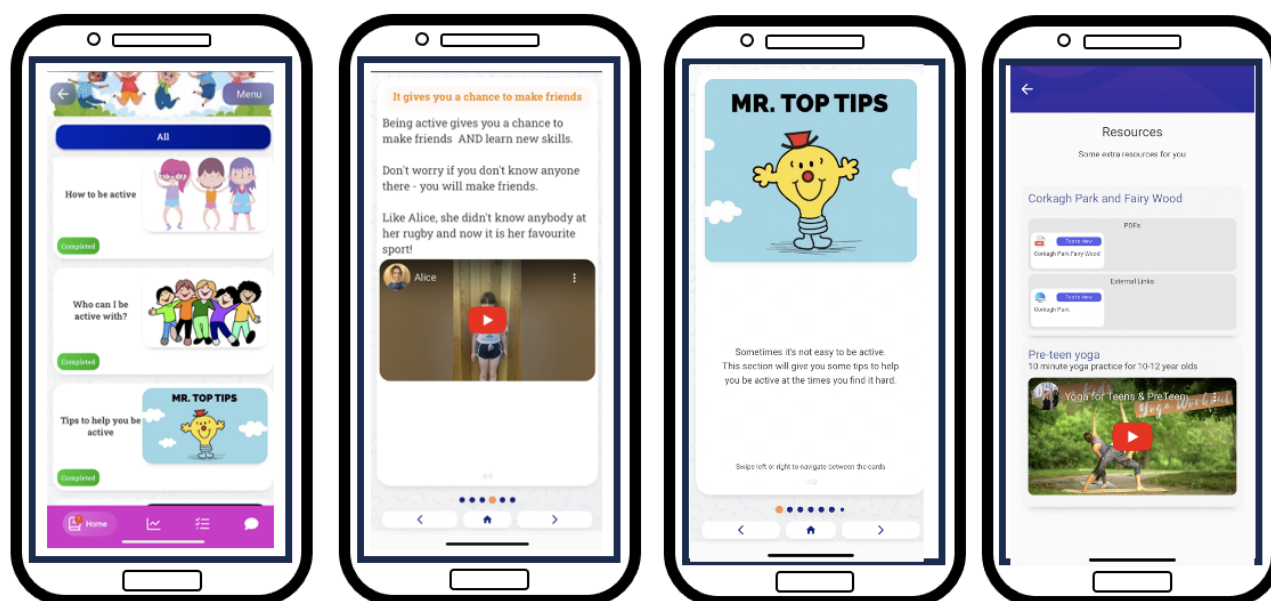 Menu
All
How to be active
Completed
Who can I be
active with?
Completed
MR. TOP TIPS
Tips to help you be
active
Completed
Home
It gives you a chance to make friends
Being active gives you a chance to
make friends AND learn new skills.
Don't worry if you don't know anyone
there - you will make friends.
Like Alice, she didn't know anybody at
her rugby and now it is her favourite
sport!
Alice
MR. TOP TIPS
Sometimes it's not easy to be active.
This section will give you some tips to help
you be active at the times you find it hard.
Swipe left or right to navigate between the cards
Resources
Some extra resources for you
Corkagh Park and Fairy Wood
PDFs
Tap to view
Corkagh Park Fairy Wood
External Links
Tap to view
Corkagh Park
Pre-teen yoga
10 minute yoga practice for 10-12 year olds
Yoga for Teens & PreTeen